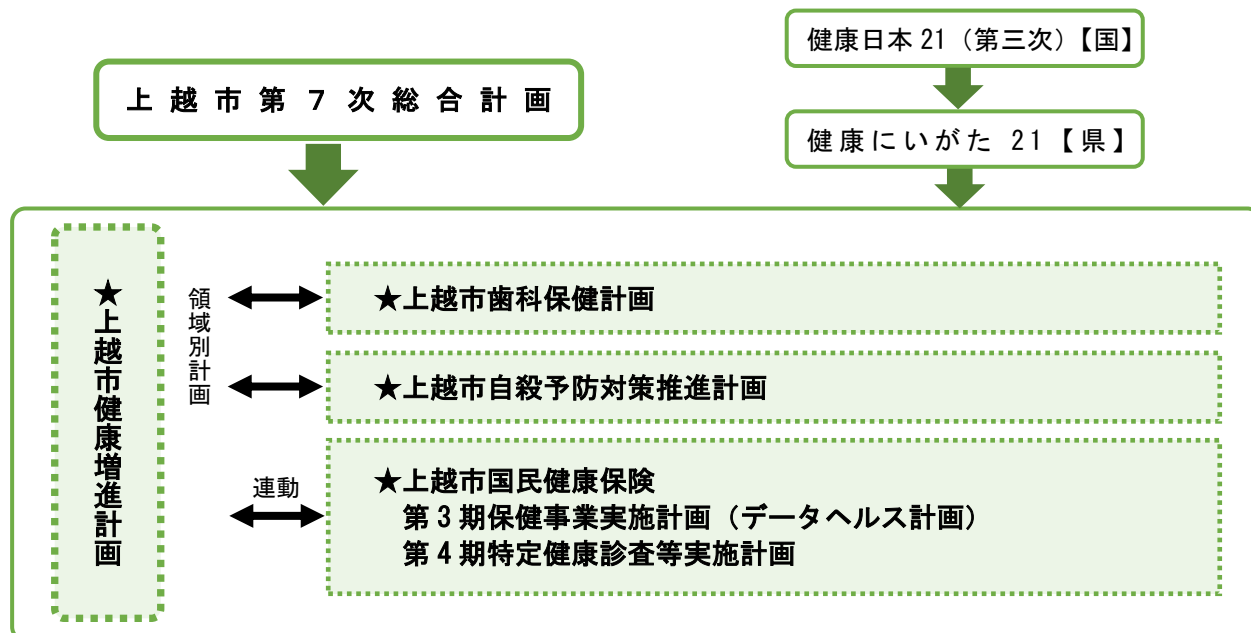 健康日本21（第三次）【国】
上越市第７次総合計画
健康にいがた 21【県】
★上越市健康増進計画
領域別計画
★上越市歯科保健計画
★上越市自殺予防対策推進計画
連動
★上越市国民健康保険
第３期保健事業実施計画（データヘルス計画）
第４期特定健康診査等実施計画